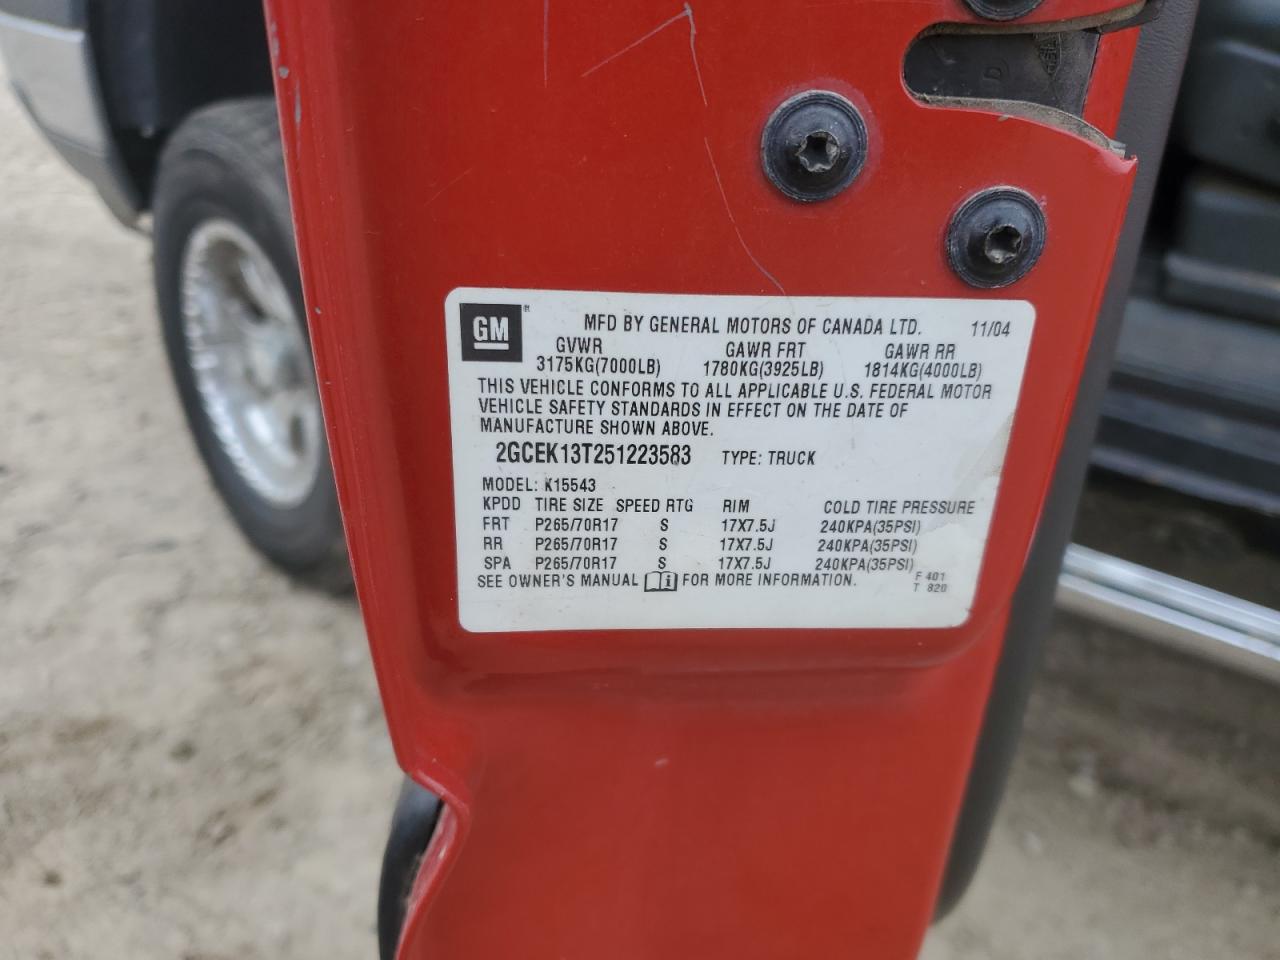 D
GM
MFD BY GENERAL MOTORS OF CANADA LTD. 11/04
GVWR GAWR FRT GAWR RR
3175KG(7000LB) 1780KG(3925LB) 1814KG(4000LB)
THIS VEHICLE CONFORMS TO ALL APPLICABLE U.S. FEDERAL MOTOR
VEHICLE SAFETY STANDARDS IN EFFECT ON THE DATE OF
MANUFACTURE SHOWN ABOVE.
2GCEK13T251223583 TYPE: TRUCK
MODEL: K15543
KPDD TIRE SIZE SPEED RTG RIM COLD TIRE PRESSURE
FRT P265/70R17 S 17X7.5J 240KPA(35PSI)
RR P265/70R17 S 17X7.5J 240KPA(35PSI)
SPA P265/70R17 S 17X7.5J 240KPA(35PSI)
SEE OWNER'S MANUAL FOR MORE INFORMATION. F 401
T 820